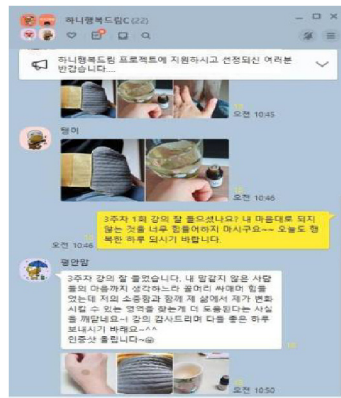 하니행복드림C (22)
하니행복드림 프로젝트에 지원하시고 선정되신 여러분
반갑습니다....
오전 10:45
오전 10:46
3주차 1회 강의 잘 들으셨나요? 내 마음대로 되지
않는 것을 너무 힘들어하지 마시구요~~ 오늘도 행
복한 하루 되시기 바랍니다.
오전 10:46
평안맘
3주차 강의 잘 들었습니다. 내 맘같지 않은 사람
들의 마음까지 생각하느라 골머리 싸매며 힘들
었는데 저의 소중함과 함께 제 삶에서 제가 변화
시킬 수 있는 영역을 찾는게 더 도움된다는 사실
을 깨닫네요~! 강의 감사드리며 다들 좋은 하루
보내시기 바래요~^^
인증샷 올립니다~
오전 10:50